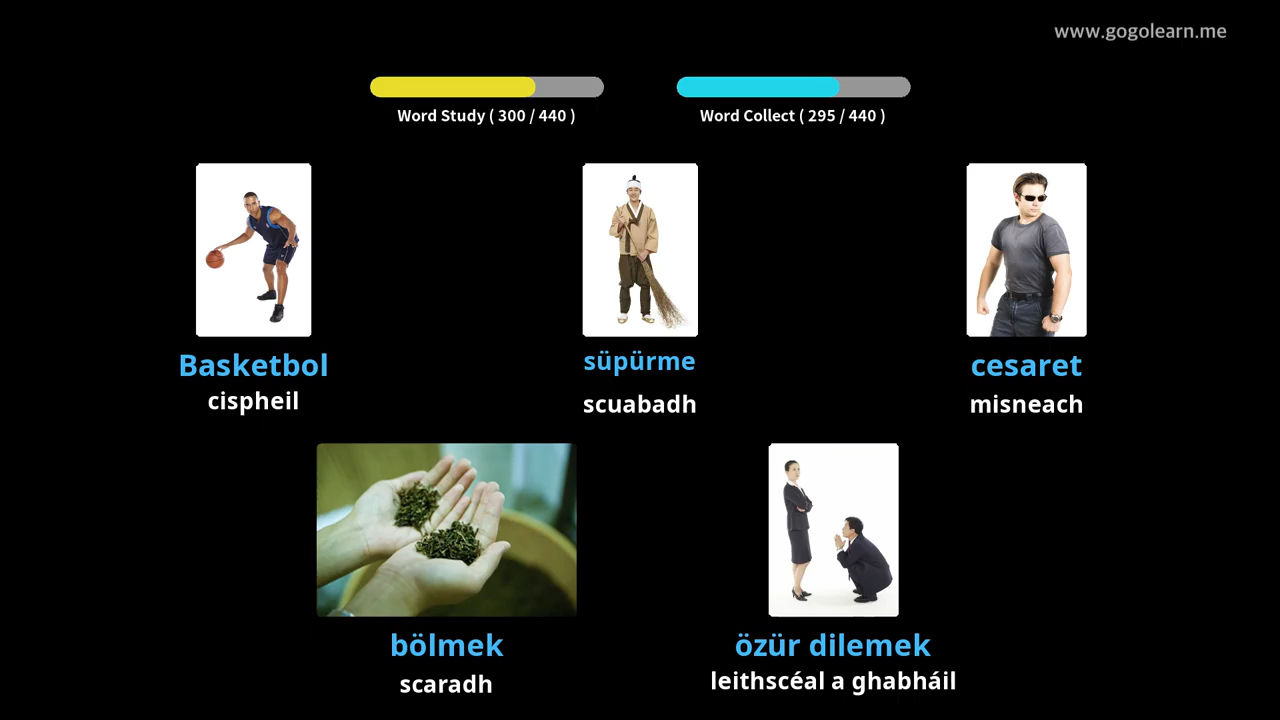 www.gogolearn.me
Word Study ( 300 / 440 )
Word Collect ( 295 / 440 )
Basketbol
cispheil
süpürme
scuabadh
cesaret
misneach
bölmek
scaradh
özür dilemek
leithscéal a ghabháil